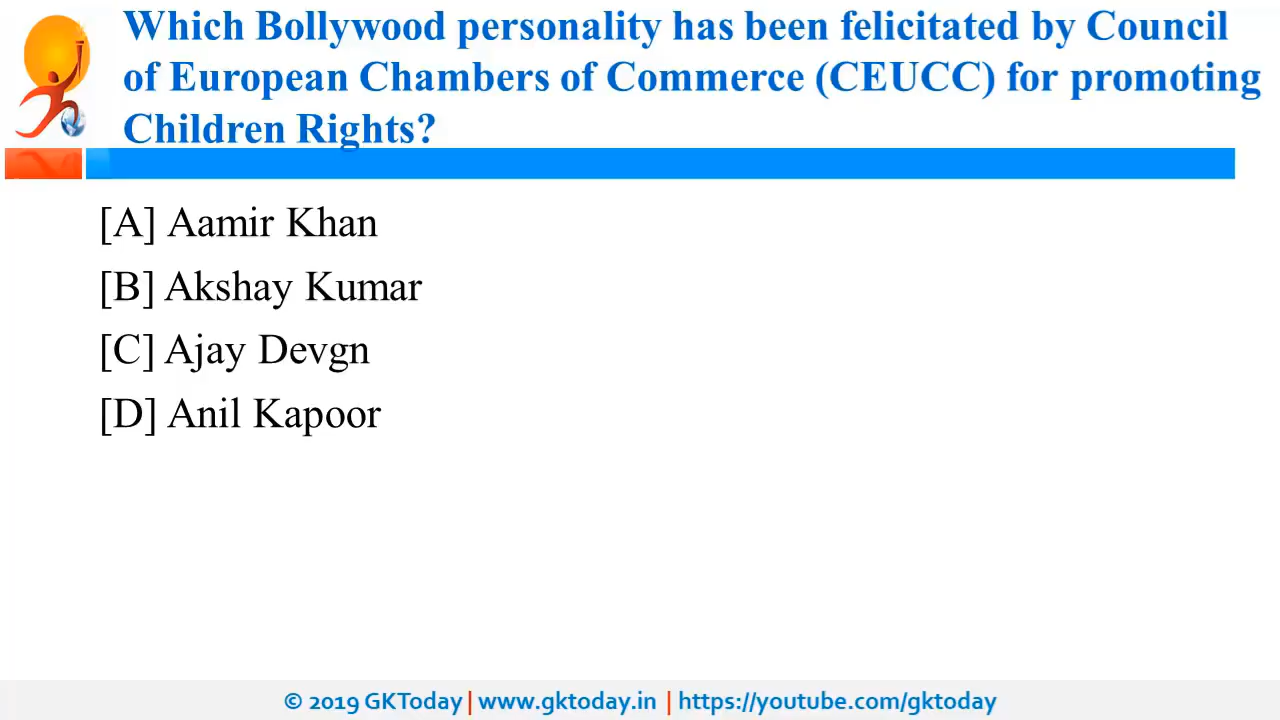 Which Bollywood personality has been felicitated by Council
of European Chambers of Commerce (CEUCC) for promoting
Children Rights?
[A] Aamir Khan
[B] Akshay Kumar
[C] Ajay Devgn
[D] Anil Kapoor
© 2019 GKToday | www.gktoday.in | https://youtube.com/gktoday